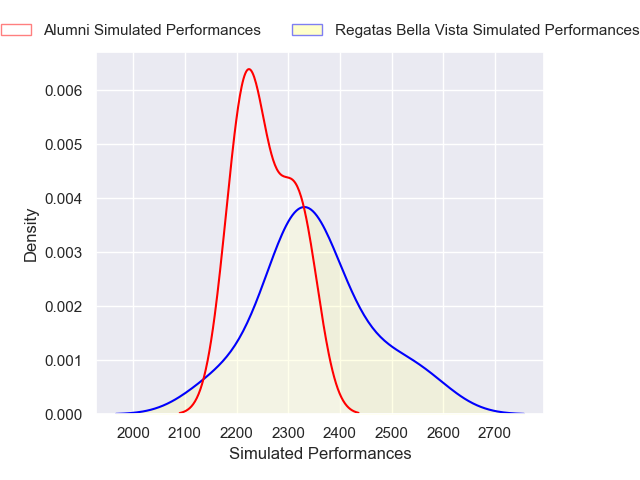 Alumni Simulated Performances
Regatas Bella Vista Simulated Performances
0.006
0.005
0.004
0.003
0.002
0.001
0.000
Density
2000 2100 2200 2300 2400 2500 2600 2700
Simulated Performances